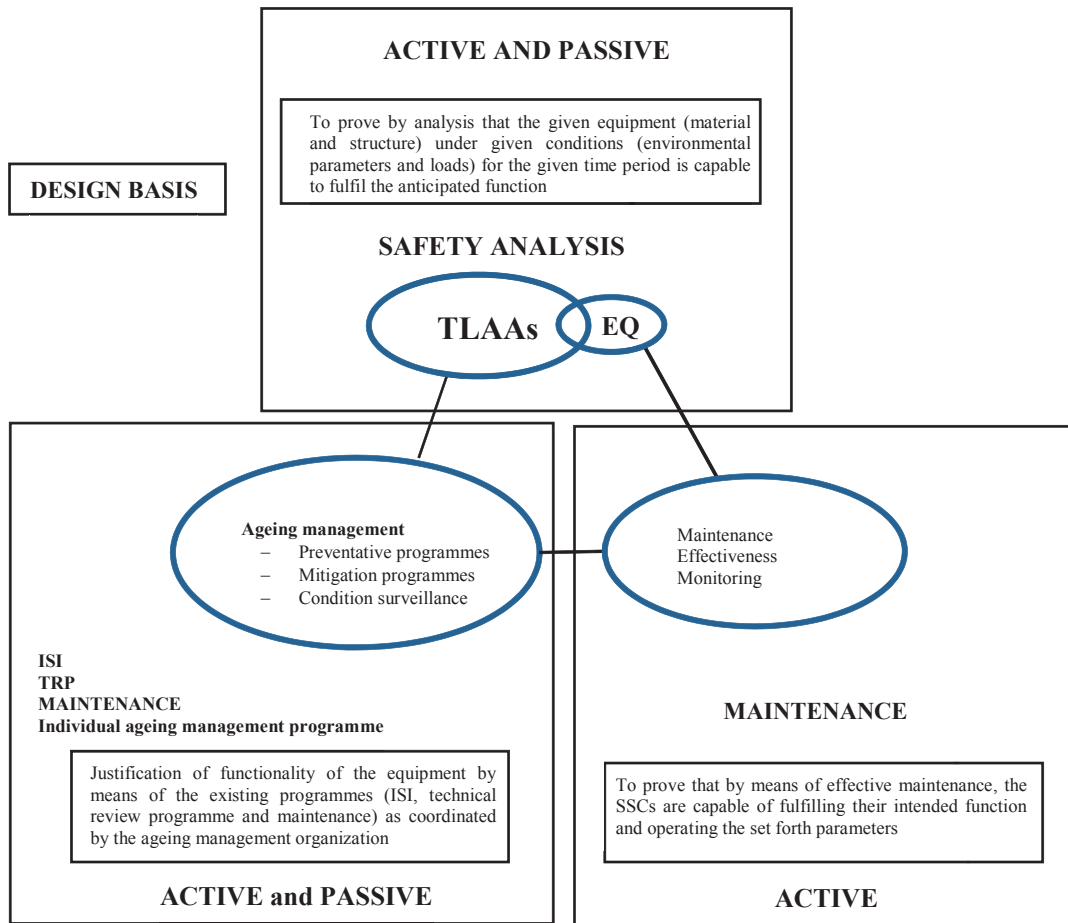 ACTIVE AND PASSIVE
To prove by analysis that the given equipment (material
and structure) under given conditions (environmental
parameters and loads) for the given time period is capable
to fulfil the anticipated function
DESIGN BASIS
SAFETY ANALYSIS
TLAAs
EQ
Ageing management
– Preventative programmes
– Mitigation programmes
– Condition surveillance
Maintenance
Effectiveness
Monitoring
ISI
TRP
MAINTENANCE
Individual ageing management programme
Justification of functionality of the equipment by
means of the existing programmes (ISI, technical
review programme and maintenance) as coordinated
by the ageing management organization
ACTIVE and PASSIVE
MAINTENANCE
To prove that by means of effective maintenance, the
SSCs are capable of fulfilling their intended function
and operating the set forth parameters
ACTIVE